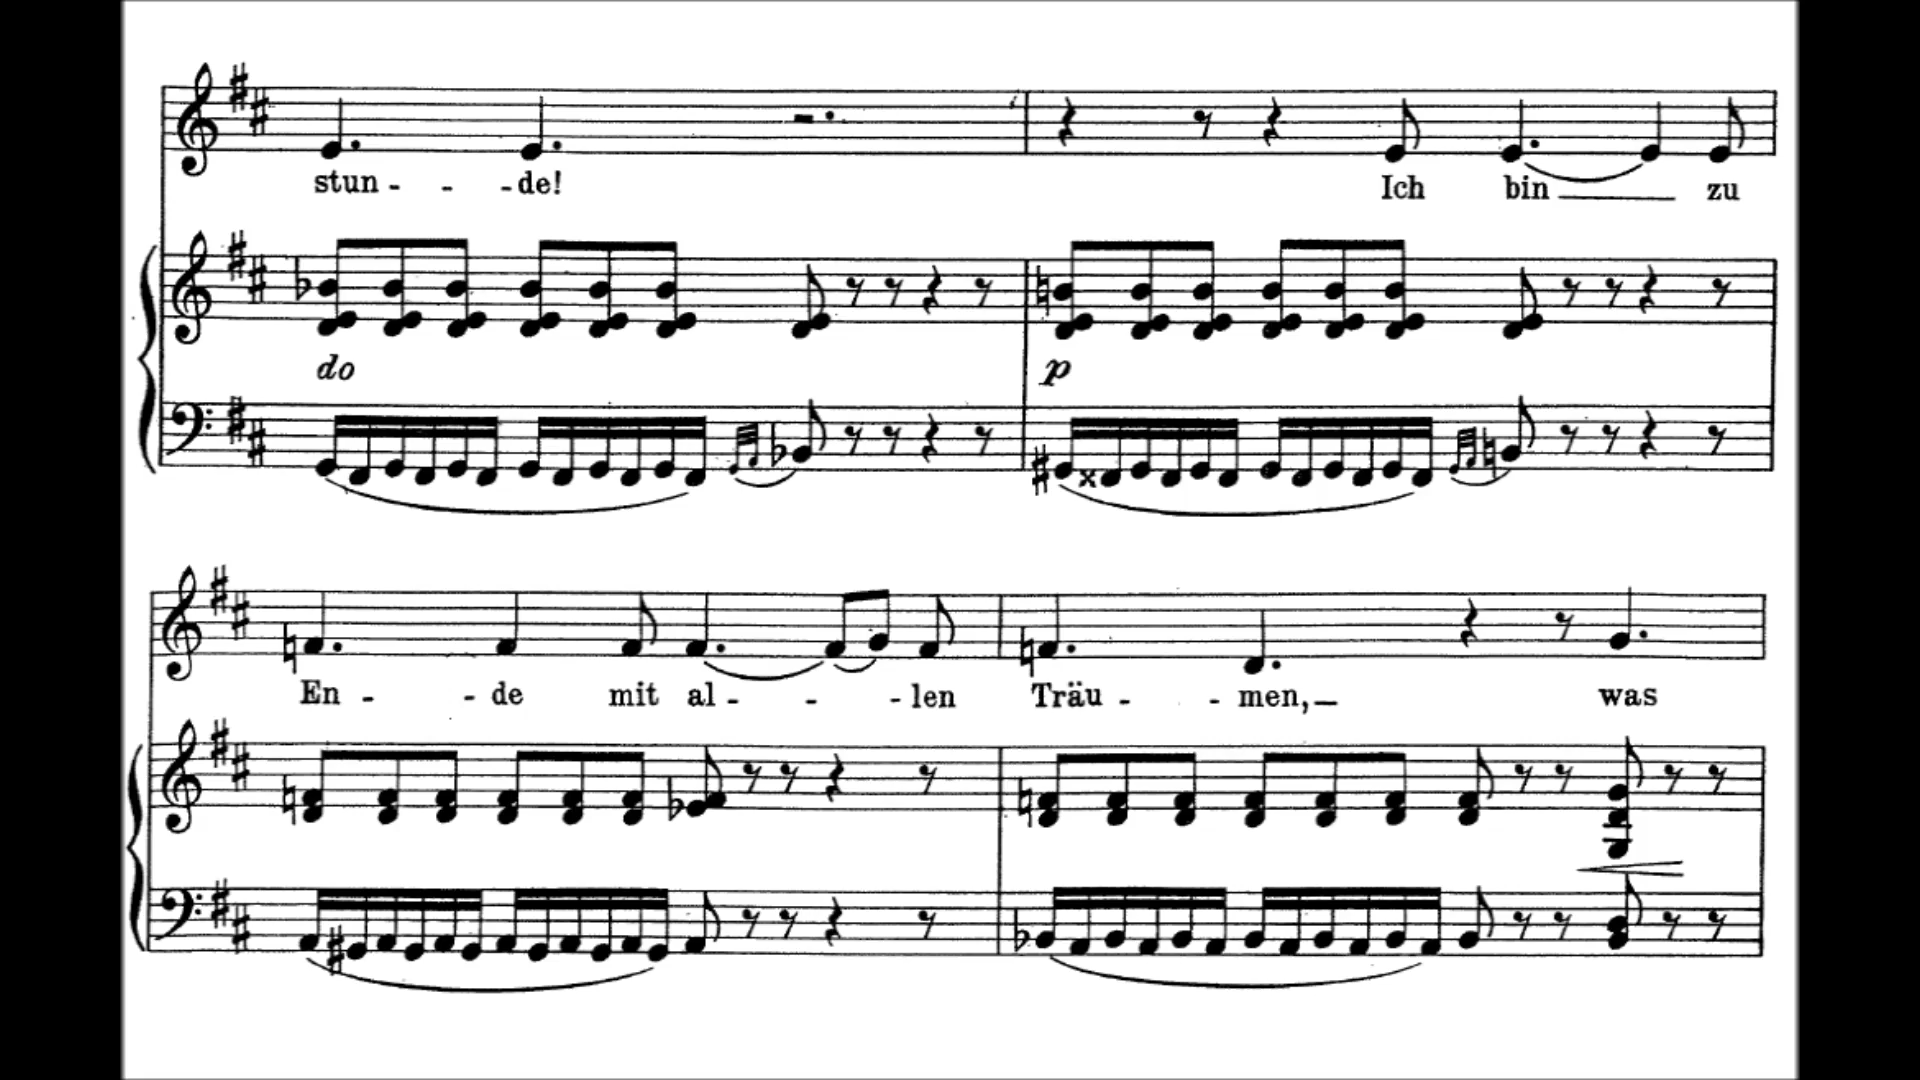 stun - - -de! Ich bin zu
do p
En - - de mit al - - -len Träu - - men,— was